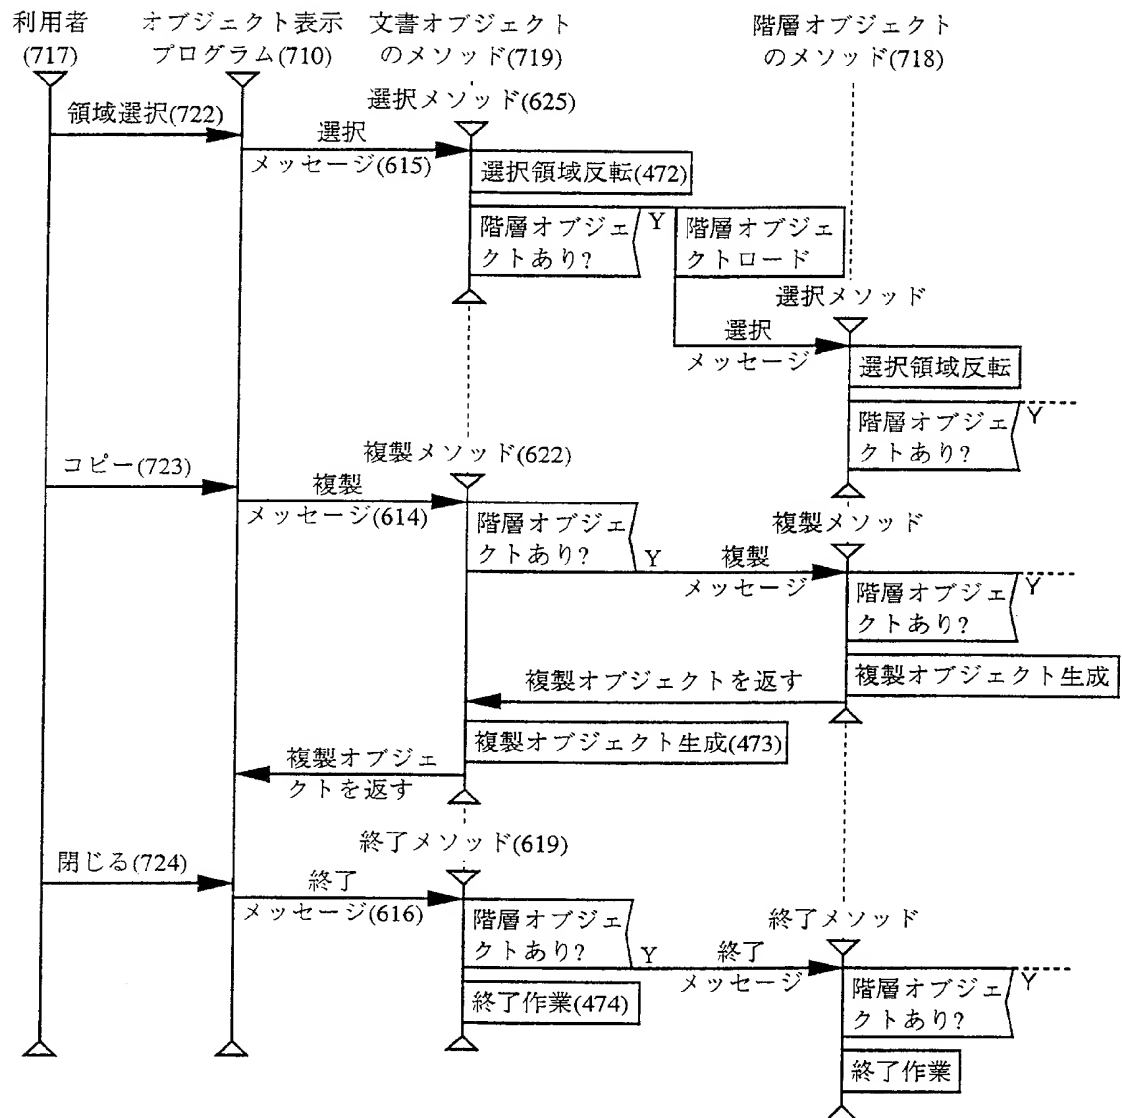 利用者
(717)
オブジェクト表示
プログラム(710)
文書オブジェクト
のメソッド(719)
階層オブジェクト
のメソッド(718)
選択メソッド(625)
領域選択(722)
選択
メッセージ(615)
選択領域反転(472)
階層オブジェ
クトあり?
Y
階層オブジェ
クトロード
選択メソッド
選択
メッセージ
選択領域反転
階層オブジェ
クトあり?
Y
複製メソッド(622)
コピー(723)
複製
メッセージ(614)
階層オブジェ
クトあり?
Y
複製
メッセージ
複製メソッド
階層オブジェ
クトあり?
Y
複製オブジェクト生成
複製オブジェクトを返す
複製オブジェクト生成(473)
複製オブジェ
クトを返す
終了メソッド(619)
閉じる(724)
終了
メッセージ(616)
階層オブジェ
クトあり?
Y
終了
メッセージ
終了メソッド
階層オブジェ
クトあり?
Y
終了作業(474)
終了作業